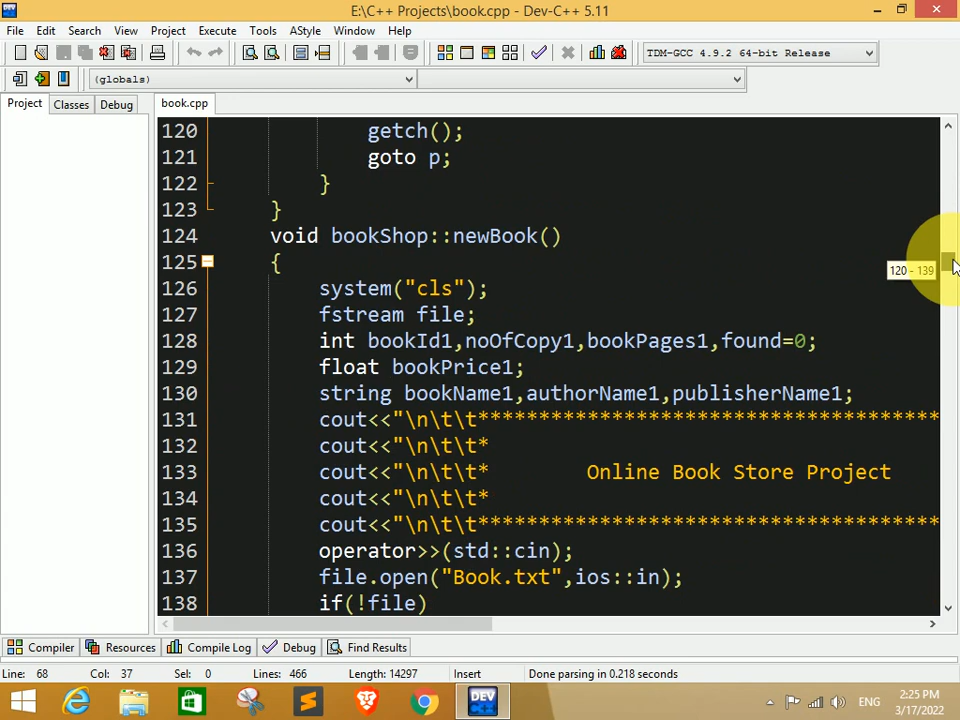 E:\C++ Projects\book.cpp - Dev-C++ 5.11
File Edit Search View Project Execute Tools AStyle Window Help
TDM-GCC 4.9.2 64-bit Release
(globals)
Project Classes Debug book.cpp
120 getch();
121 goto p;
122 }
123 }
124 void bookShop::newBook()
125 {
126 system("cls");
127 fstream file;
128 int bookId1,noOfCopy1,bookPages1,found=0;
129 float bookPrice1;
130 string bookName1,authorName1,publisherName1;
131 cout<<"\n\t\t**************************************
132 cout<<"\n\t\t*
133 cout<<"\n\t\t* Online Book Store Project
134 cout<<"\n\t\t*
135 cout<<"\n\t\t**************************************
136 operator>>(std::cin);
137 file.open("Book.txt",ios::in);
138 if(!file)
120 - 139
Compiler Resources Compile Log Debug Find Results
Line: 68 Col: 37 Sel: 0 Lines: 466 Length: 14297 Insert Done parsing in 0.218 seconds
DEV
ENG
2:25 PM
3/17/2022